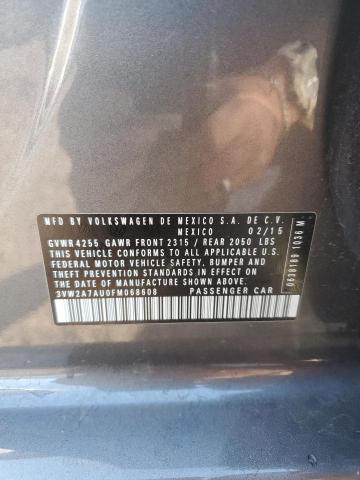 MFD BY VOLKSWAGEN DE MEXICO S.A. DE C.V.
MEXICO 02/15
GVWR 4255 GAWR FRONT 2315 / REAR 2050 LBS
THIS VEHICLE CONFORMS TO ALL APPLICABLE U.S.
FEDERAL MOTOR VEHICLE SAFETY, BUMPER AND
THEFT PREVENTION STANDARDS IN EFFECT ON
THE DATE OF MANUFACTURE SHOWN ABOVE.
3VW2A7AU0FM068608 PASSENGER CAR
0638189 1036 M